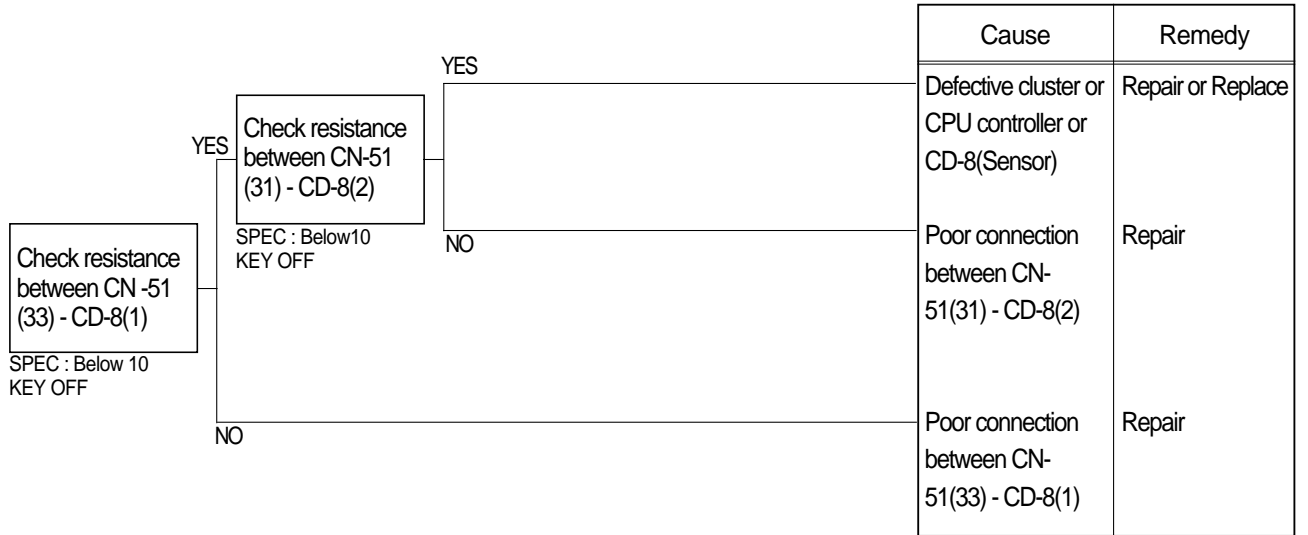 Cause
Remedy
YES
Defective cluster or
CPU controller or
CD-8(Sensor)
Repair or Replace
YES
Check resistance
between CN-51
(31) - CD-8(2)
SPEC : Below10
KEY OFF
NO
Poor connection
between CN-
51(31) - CD-8(2)
Repair
Check resistance
between CN -51
(33) - CD-8(1)
SPEC : Below 10
KEY OFF
NO
Poor connection
between CN-
51(33) - CD-8(1)
Repair